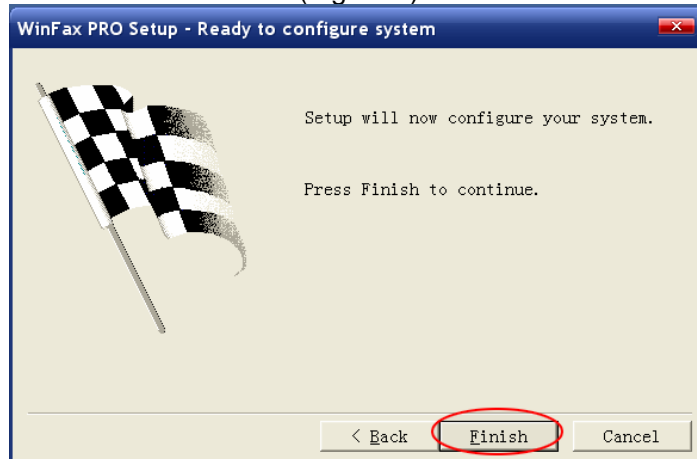 WinFax PRO Setup - Ready to configure system
Setup will now configure your system.
Press Finish to continue.
< Back Finish Cancel